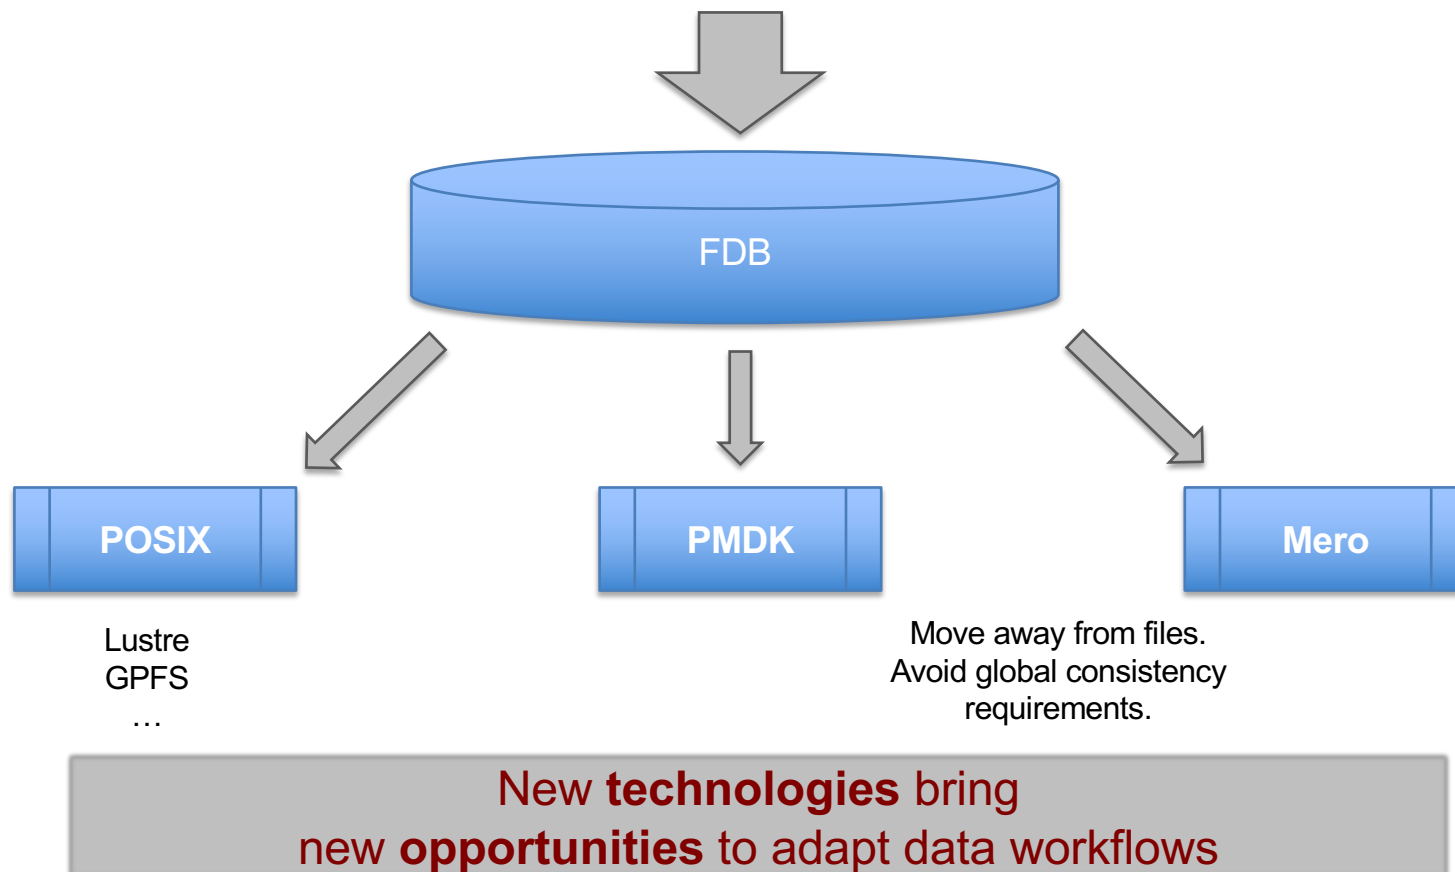 FDB
POSIX
PMDK
Mero
Lustre
GPFS
…
Move away from files.
Avoid global consistency
requirements.
New technologies bring
new opportunities to adapt data workflows